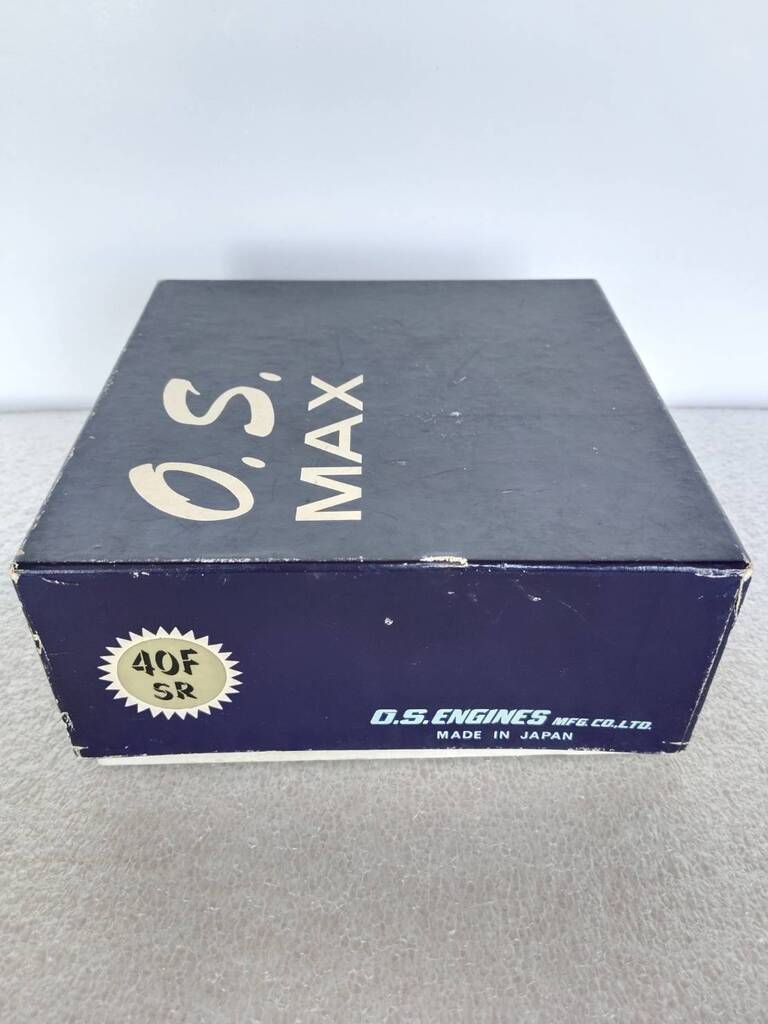 O.S.
MAX
40F
SR
O.S.ENGINES MFG. CO.,LTD.
MADE IN JAPAN